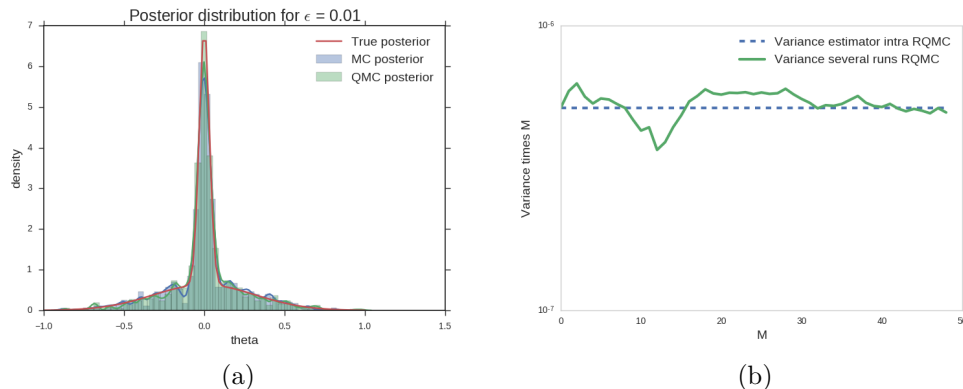 Posterior distribution for ϵ = 0.01
True posterior
MC posterior
QMC posterior
density
7
6
5
4
3
2
1
0
−1.0 −0.5 0.0 0.5 1.0 1.5
theta
(a)
Variance estimator intra RQMC
Variance several runs RQMC
Variance times M
10⁻⁶
10⁻⁷
0 10 20 30 40 50
M
(b)